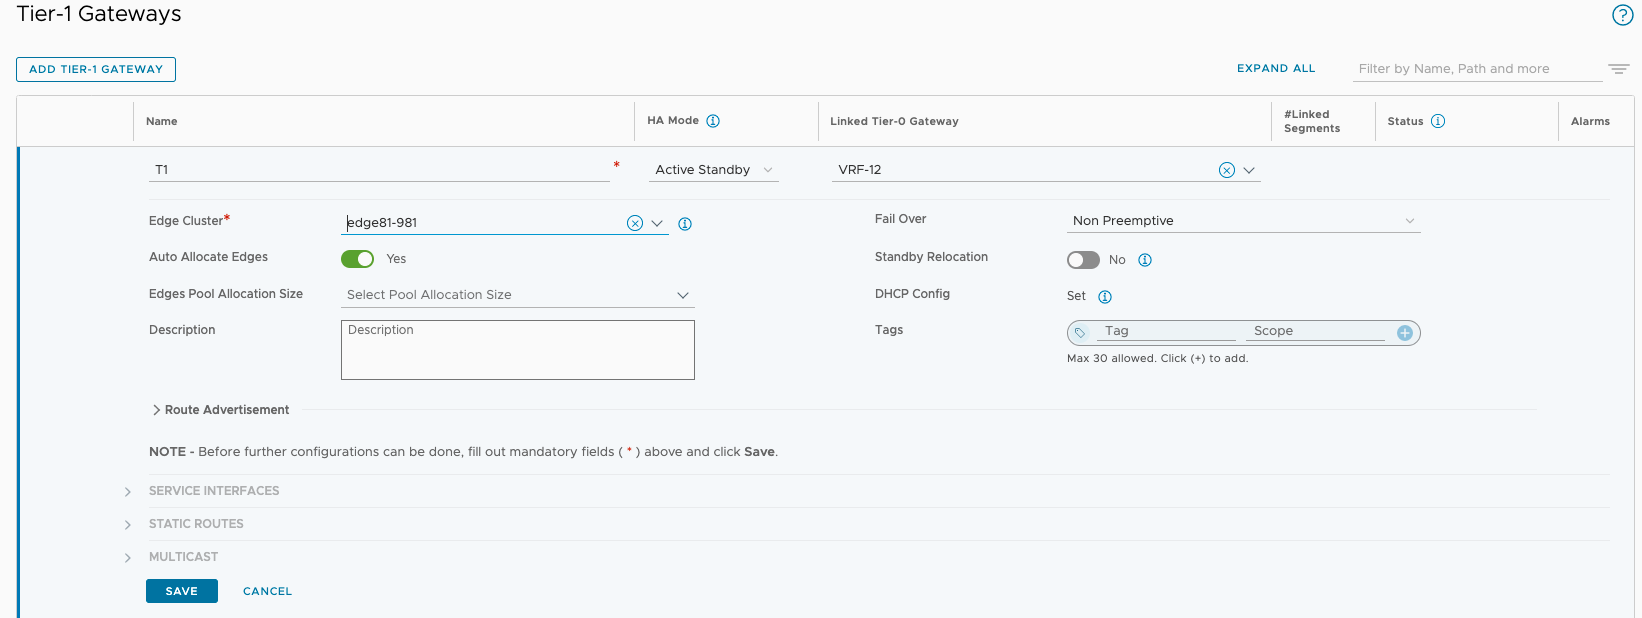 Tier-1 Gateways
ADD TIER-1 GATEWAY
EXPAND ALL
Filter by Name, Path and more
Name
HA Mode
Linked Tier-0 Gateway
#Linked
Segments
Status
Alarms
T1 *
Active Standby
VRF-12
Edge Cluster*
edge81-981
Fail Over
Non Preemptive
Auto Allocate Edges
Yes
Standby Relocation
No
Edges Pool Allocation Size
Select Pool Allocation Size
DHCP Config
Set
Description
Description
Tags
Tag
Scope
Max 30 allowed. Click (+) to add.
Route Advertisement
NOTE - Before further configurations can be done, fill out mandatory fields ( * ) above and click Save.
SERVICE INTERFACES
STATIC ROUTES
MULTICAST
SAVE
CANCEL